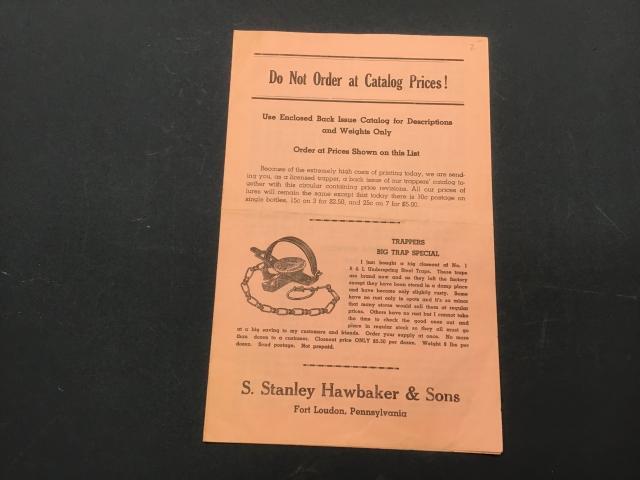 2
Do Not Order at Catalog Prices!
Use Enclosed Back Issue Catalog for Descriptions
and Weights Only
Order at Prices Shown on this List
Because of the extremely high costs of printing today, we are send-
ing you, as a licensed trapper, a back issue of our trappers' catalog to-
gether with this circular containing price revisions. All our prices of
lures will remain the same except that today there is 10c postage on
single bottles, 15c on 3 for $2.50, and 25c on 7 for $5.00.
TRAPPERS
BIG TRAP SPECIAL
I just bought a big closeout of No. 1
B & L Underspring Steel Traps. These traps
are brand new and as they left the factory
except they have been stored in a damp place
and have become only slightly rusty. Some
have no rust only in spots and it's so minor
that many stores would sell them at regular
prices. Others have rust but I cannot take
the time to check the good ones out and
place in regular stock so they all must go
at a big saving to my customers and friends. Order your supply at once. No more
than dozen to a customer. Closeout price ONLY $5.50 per dozen. Weight 8 lbs per
dozen. Send postage. Not prepaid.
S. Stanley Hawbaker & Sons
Fort Loudon, Pennsylvania